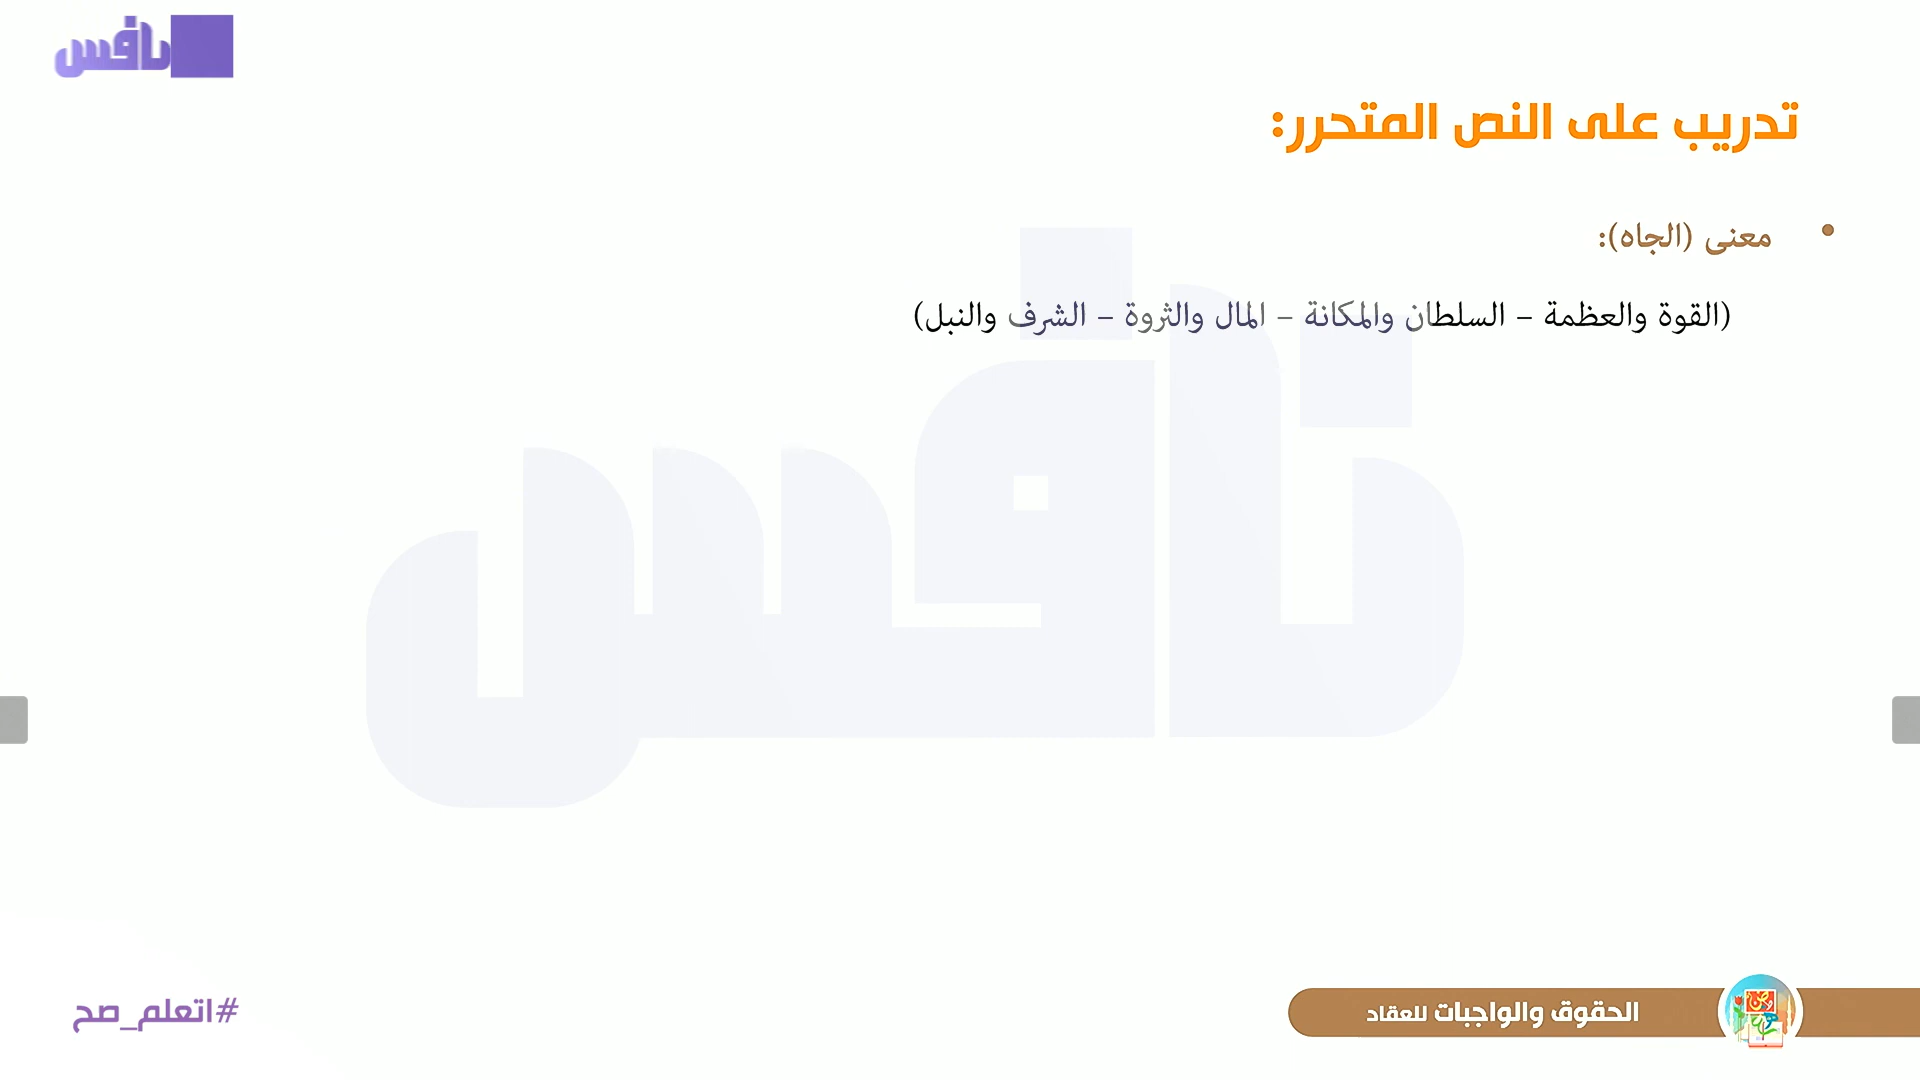 نافس
تدريب على النص المتحرر:
• معنى (الجاه):
(القوة والعظمة – السلطان والمكانة – المال والثروة – الشرف والنبل)
نافس
الحقوق والواجبات للعقاد
#اتعلم_صح